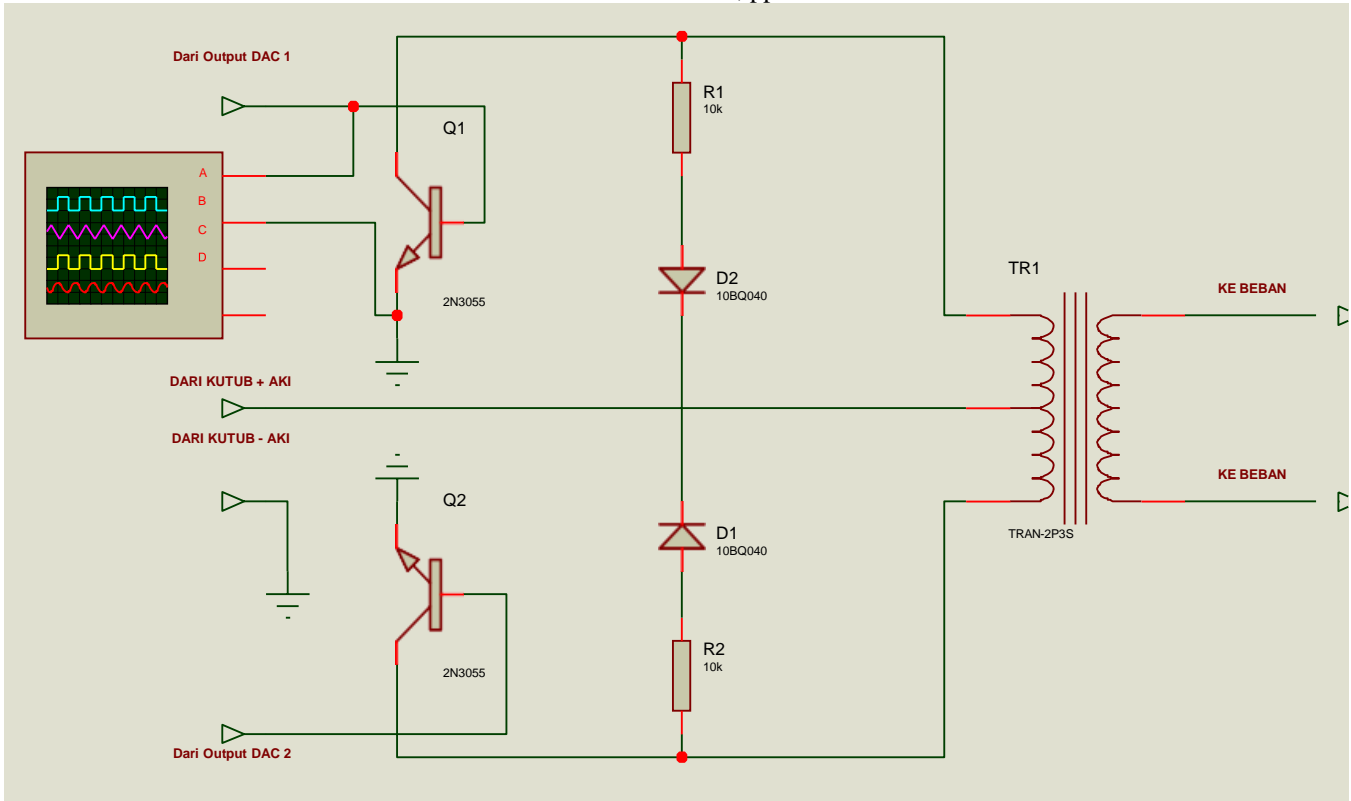 Dari Output DAC 1
Q1
2N3055
A
B
C
D
R1
10k
D2
10BQ040
TR1
TRAN-2P3S
KE BEBAN
DARI KUTUB + AKI
DARI KUTUB - AKI
Q2
2N3055
D1
10BQ040
R2
10k
KE BEBAN
Dari Output DAC 2